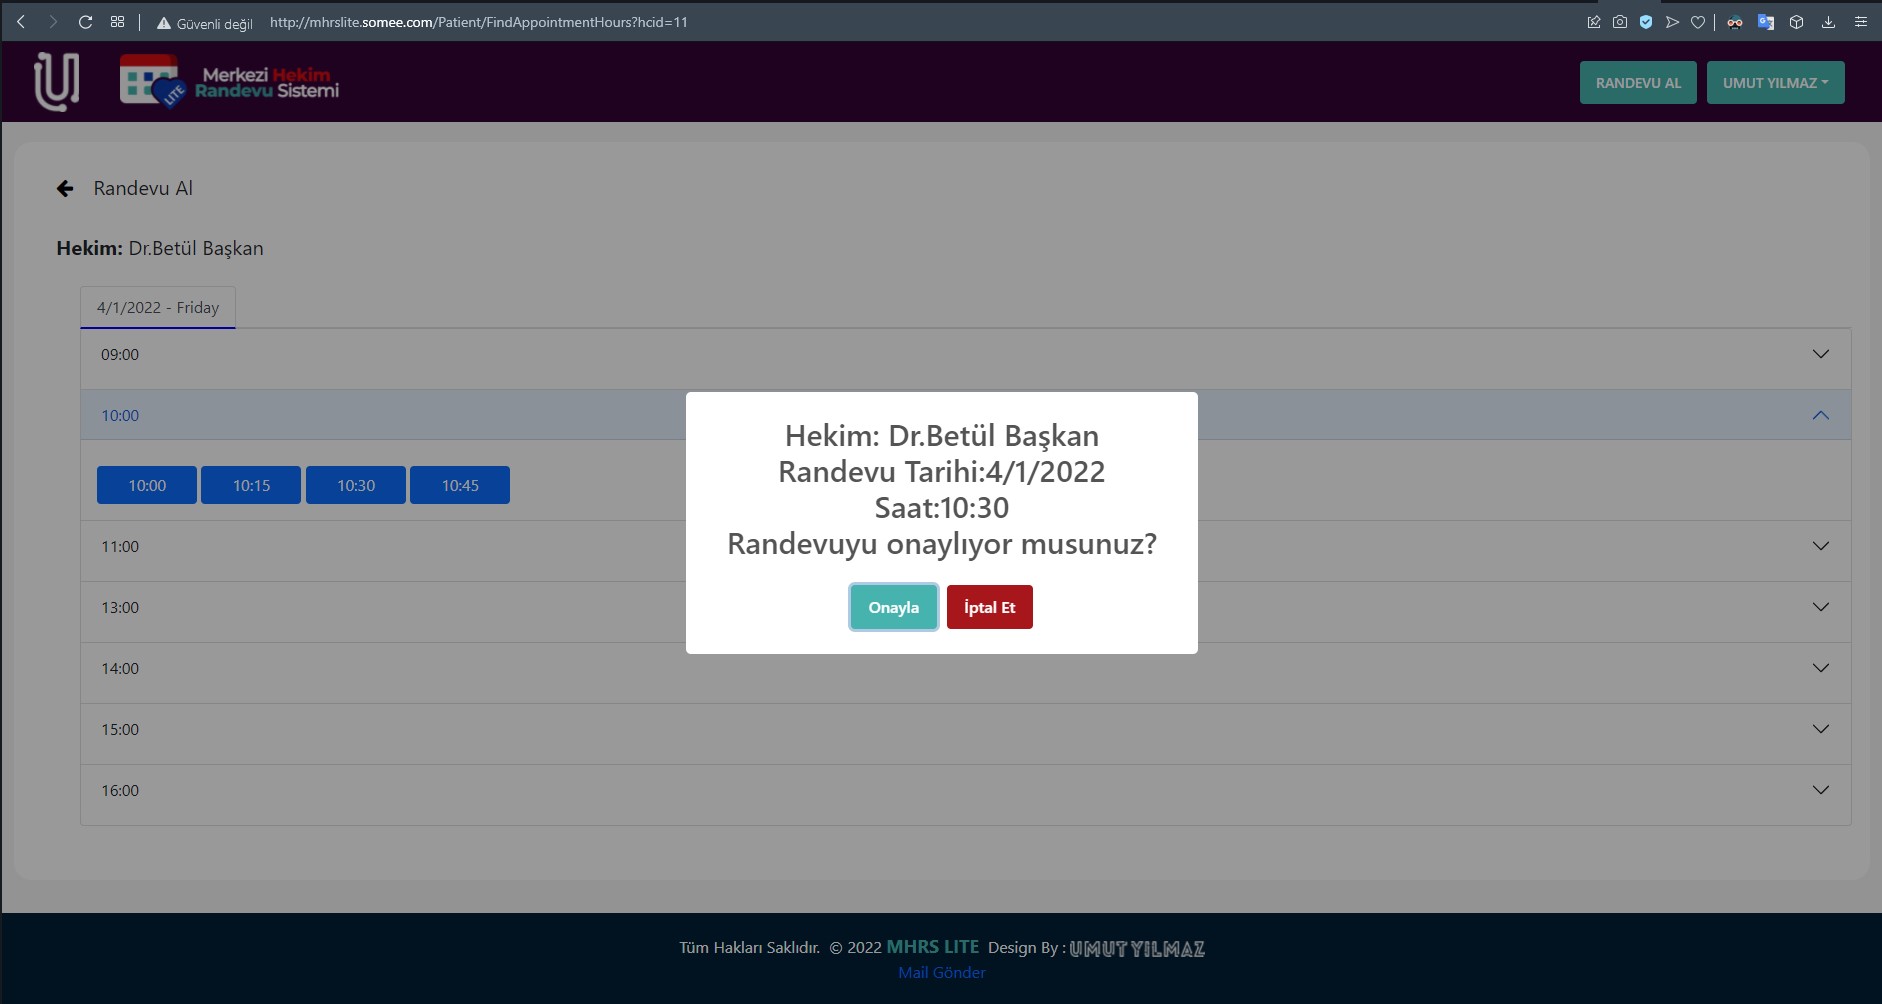 Güvenli değil http://mhrslite.somee.com/Patient/FindAppointmentHours?hcid=11
Merkezi Hekim
Randevu Sistemi
LITE
RANDEVU AL
UMUT YILMAZ
Randevu Al
Hekim: Dr.Betül Başkan
4/1/2022 - Friday
09:00
10:00
10:00 10:15 10:30 10:45
11:00
13:00
14:00
15:00
16:00
Hekim: Dr.Betül Başkan
Randevu Tarihi:4/1/2022
Saat:10:30
Randevuyu onaylıyor musunuz?
Onayla İptal Et
Tüm Hakları Saklıdır. © 2022 MHRS LITE Design By : UMUT YILMAZ
Mail Gönder